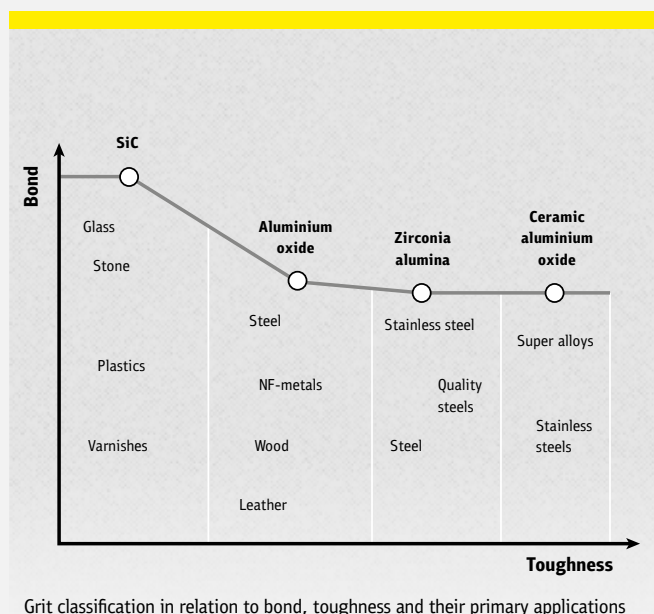 SiC
Bond
Aluminium
oxide
Zirconia
alumina
Ceramic
aluminium
oxide
Glass
Stone
Plastics
Varnishes
Steel
NF-metals
Wood
Leather
Stainless steel
Quality
steels
Steel
Super alloys
Stainless
steels
Toughness
Grit classification in relation to bond, toughness and their primary applications